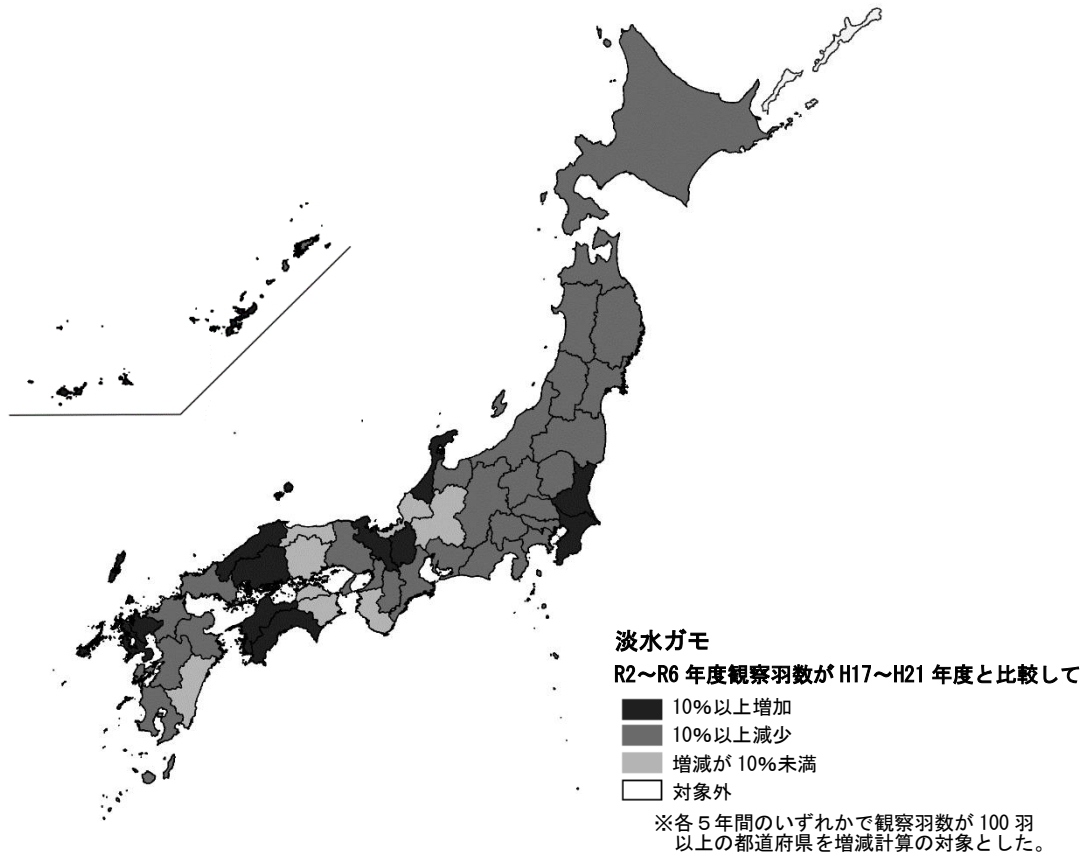 淡水ガモ
R2～R6 年度観察羽数が H17～H21 年度と比較して
10%以上増加
10%以上減少
増減が 10%未満
対象外
※各５年間のいずれかで観察羽数が 100 羽
以上の都道府県を増減計算の対象とした。